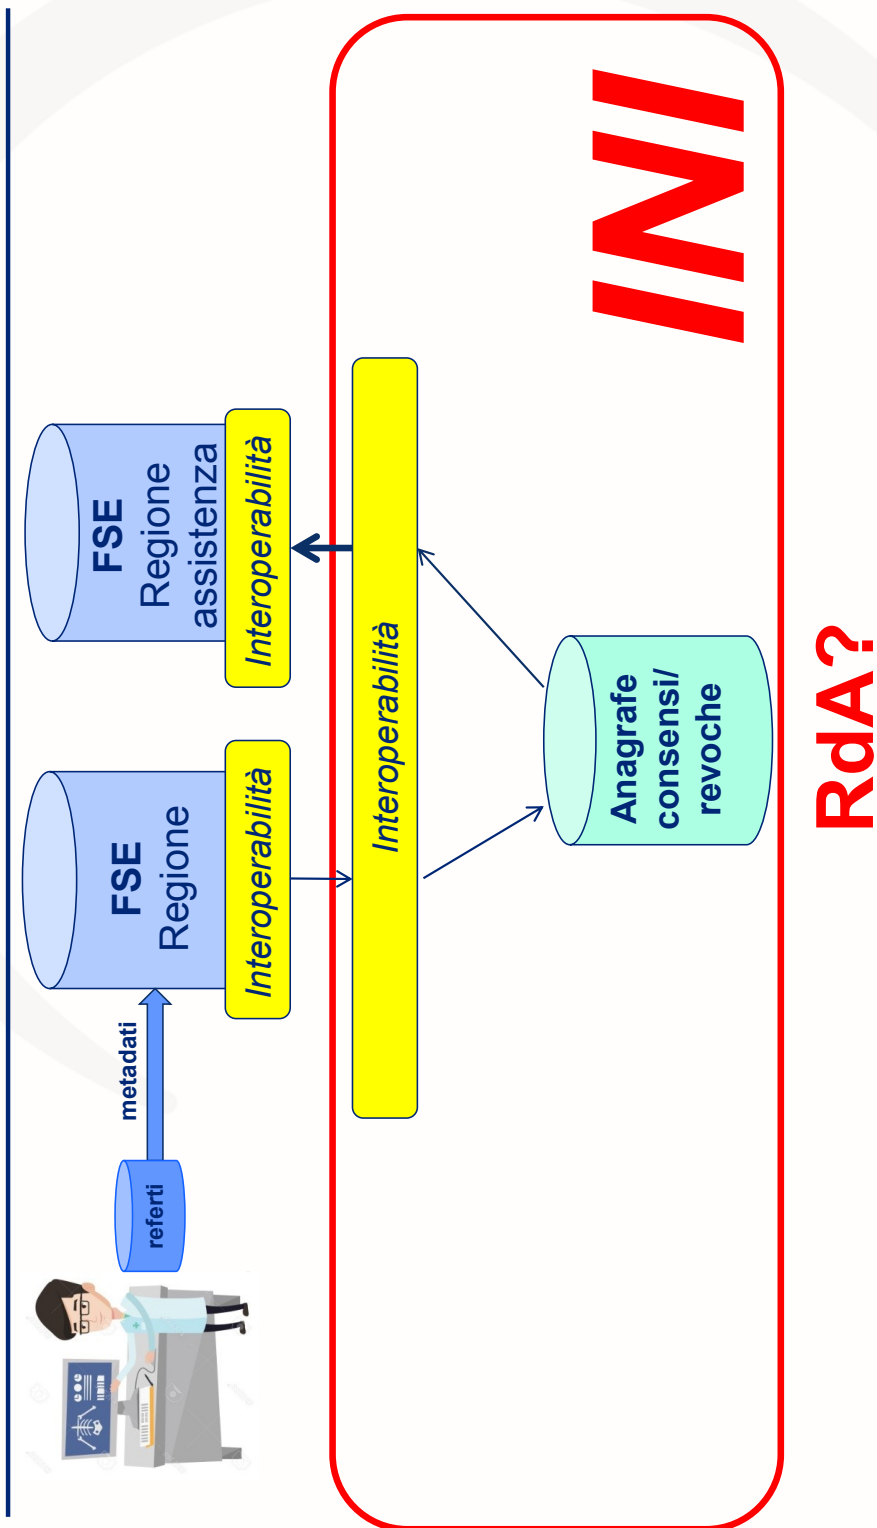 referti
metadati
FSE
Regione
Interoperabilità
FSE
Regione
assistenza
Interoperabilità
Interoperabilità
Anagrafe
consensi/
revoche
INI
RdA?